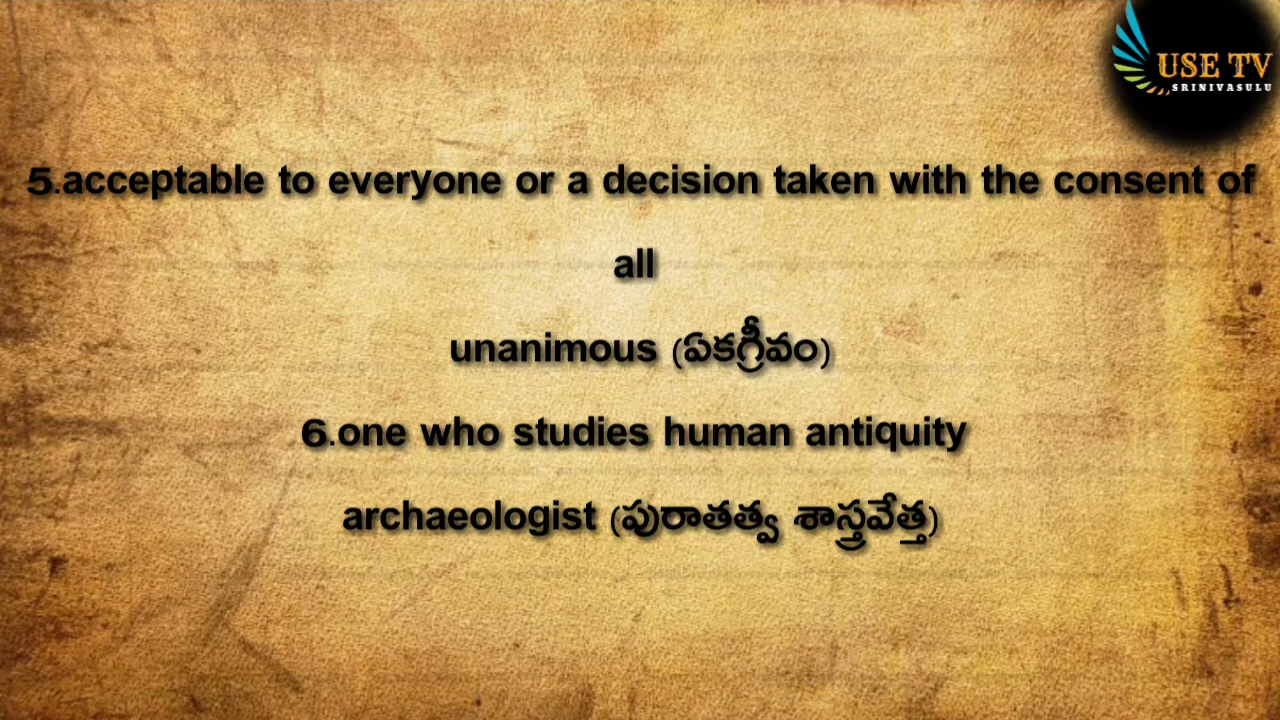 USE TV
SRINIVASULU
5.acceptable to everyone or a decision taken with the consent of
all
unanimous (ఏకగ్రీవం)
6.one who studies human antiquity
archaeologist (పురాతత్వ శాస్త్రవేత్త)